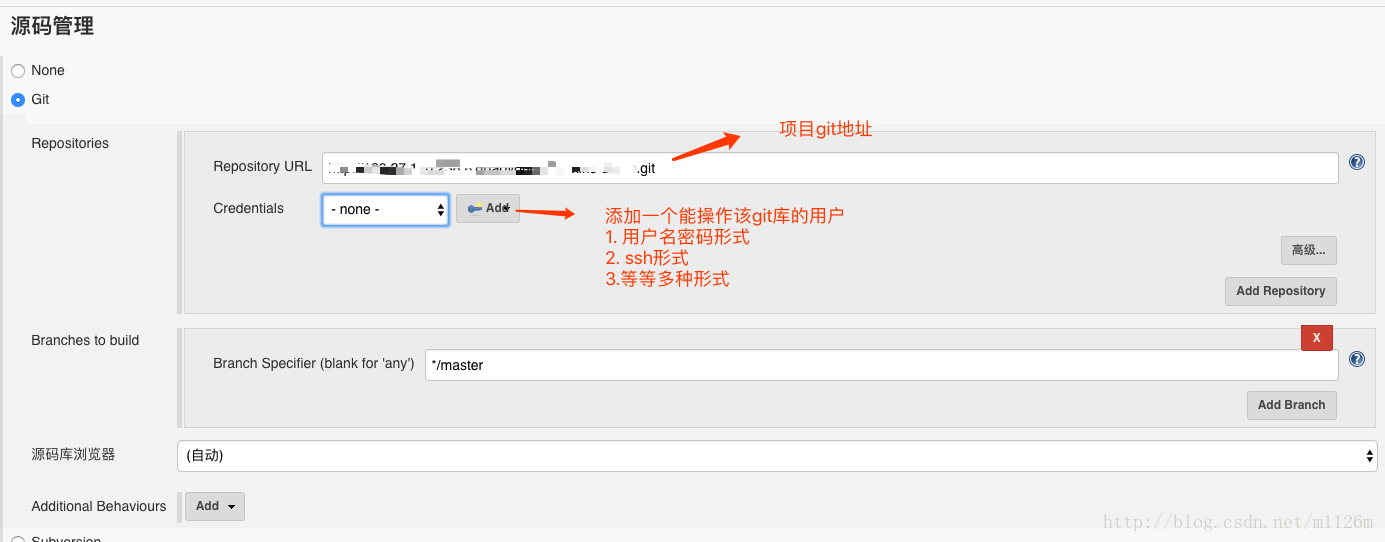 源码管理
None
Git
Repositories
项目git地址
Repository URL
.git
Credentials
- none -
Add
添加一个能操作该git库的用户
1. 用户名密码形式
2. ssh形式
3.等等多种形式
高级...
Add Repository
Branches to build
X
Branch Specifier (blank for 'any')
*/master
Add Branch
源码库浏览器
(自动)
Additional Behaviours
Add
http://blog.csdn.net/m1126m
Subversion